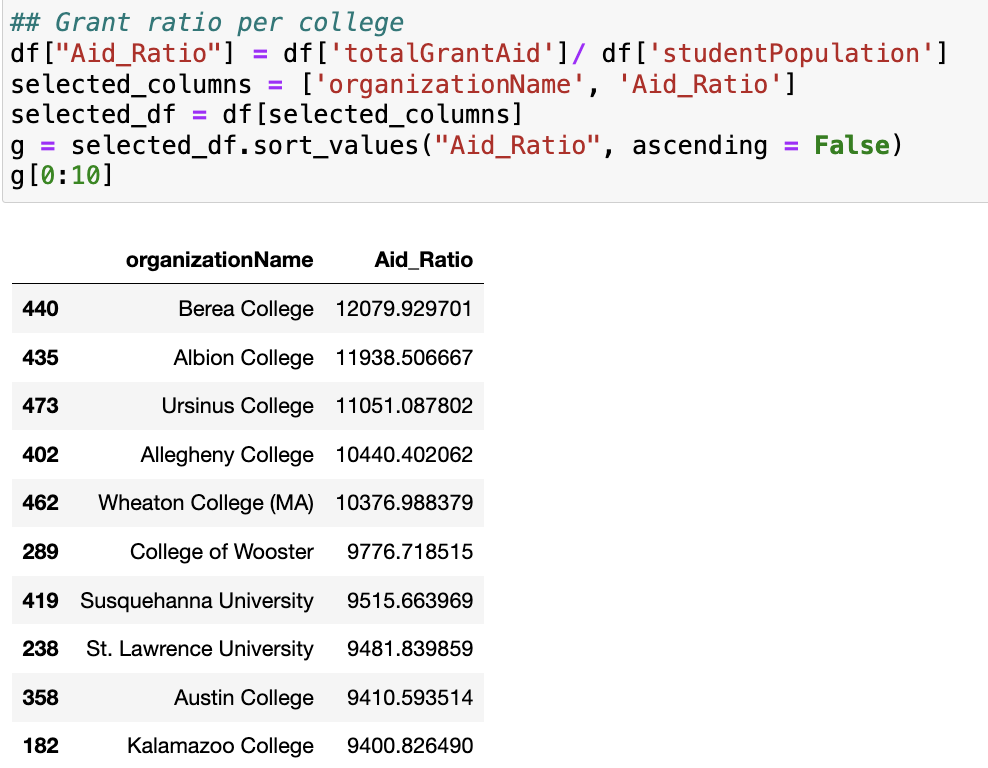 ## Grant ratio per college
df["Aid_Ratio"] = df['totalGrantAid']/ df['studentPopulation']
selected_columns = ['organizationName', 'Aid_Ratio']
selected_df = df[selected_columns]
g = selected_df.sort_values("Aid_Ratio", ascending = False)
g[0:10]
organizationName Aid_Ratio
440 Berea College 12079.929701
435 Albion College 11938.506667
473 Ursinus College 11051.087802
402 Allegheny College 10440.402062
462 Wheaton College (MA) 10376.988379
289 College of Wooster 9776.718515
419 Susquehanna University 9515.663969
238 St. Lawrence University 9481.839859
358 Austin College 9410.593514
182 Kalamazoo College 9400.826490